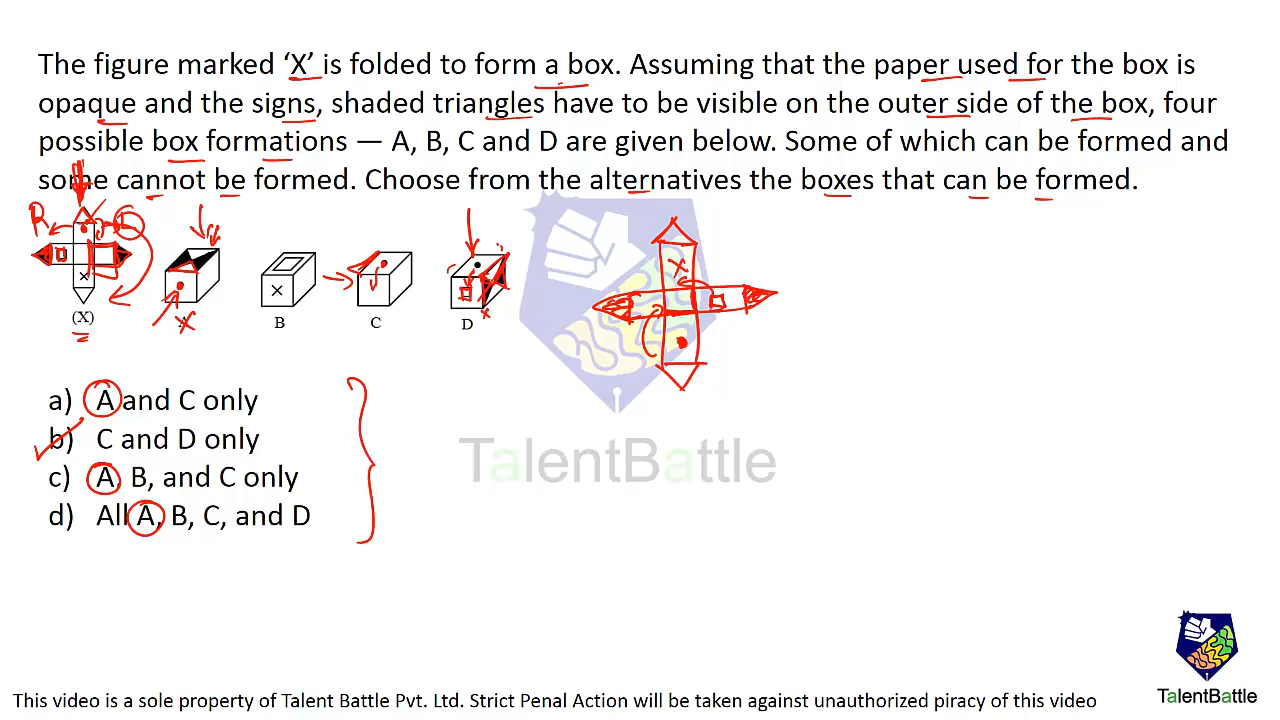 The figure marked ‘X’ is folded to form a box. Assuming that the paper used for the box is
opaque and the signs, shaded triangles have to be visible on the outer side of the box, four
possible box formations — A, B, C and D are given below. Some of which can be formed and
some cannot be formed. Choose from the alternatives the boxes that can be formed.
R
(X)
A
B
C
D
a) A and C only
b) C and D only
c) A, B, and C only
d) All A, B, C, and D
TalentBattle
TalentBattle
This video is a sole property of Talent Battle Pvt. Ltd. Strict Penal Action will be taken against unauthorized piracy of this video